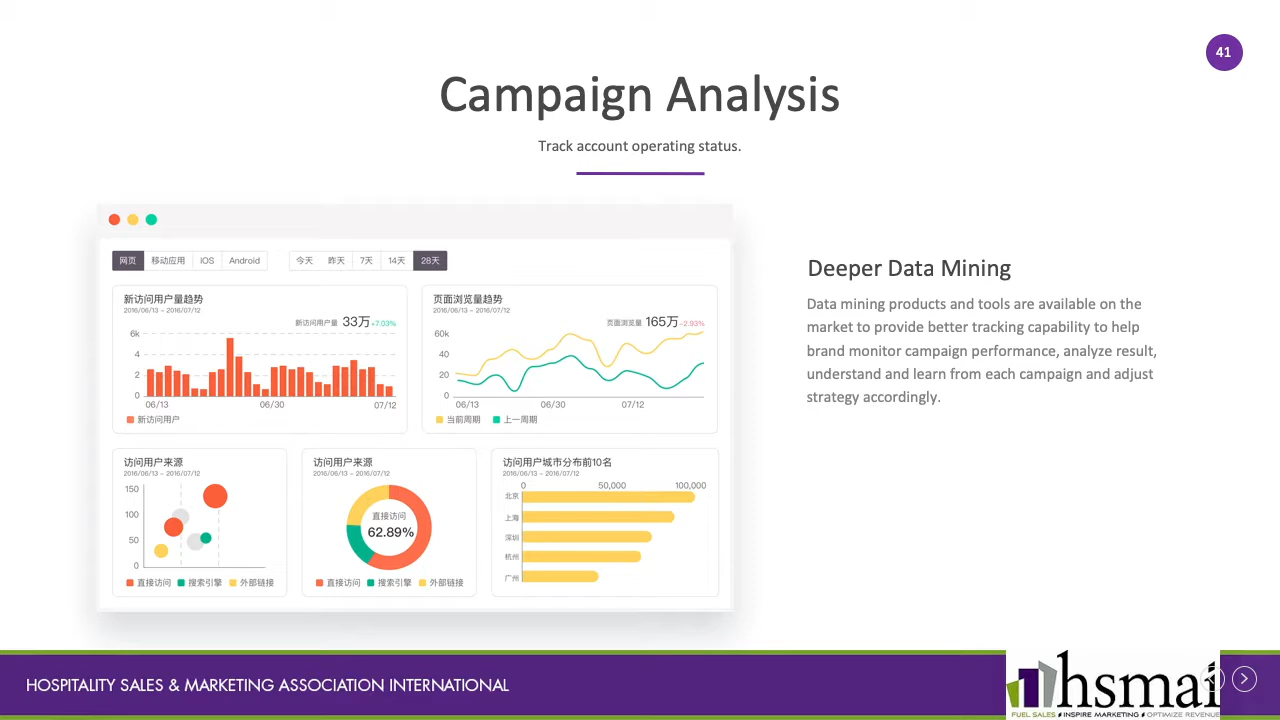 41
Campaign Analysis
Track account operating status.
网页 移动应用 IOS Android 今天 昨天 7天 14天 28天
新访问用户量趋势
2016/06/13 ~ 2016/07/12
新访问用户量 33万+7.03%
6k
4
2
0
06/13 06/30 07/12
新访问用户
页面浏览量趋势
2016/06/13 ~ 2016/07/12
页面浏览量 165万-2.93%
60k
40
20
0
06/13 06/30 07/12
当前周期 上一周期
访问用户来源
2016/06/13 ~ 2016/07/12
150
100
50
0
直接访问 搜索引擎 外部链接
访问用户来源
2016/06/13 ~ 2016/07/12
直接访问
62.89%
直接访问 搜索引擎 外部链接
访问用户城市分布前10名
2016/06/13 ~ 2016/07/12
0 50,000 100,000
北京
上海
深圳
杭州
广州
Deeper Data Mining
Data mining products and tools are available on the
market to provide better tracking capability to help
brand monitor campaign performance, analyze result,
understand and learn from each campaign and adjust
strategy accordingly.
HOSPITALITY SALES & MARKETING ASSOCIATION INTERNATIONAL
hsmai
FUEL SALES INSPIRE MARKETING OPTIMIZE REVENUE